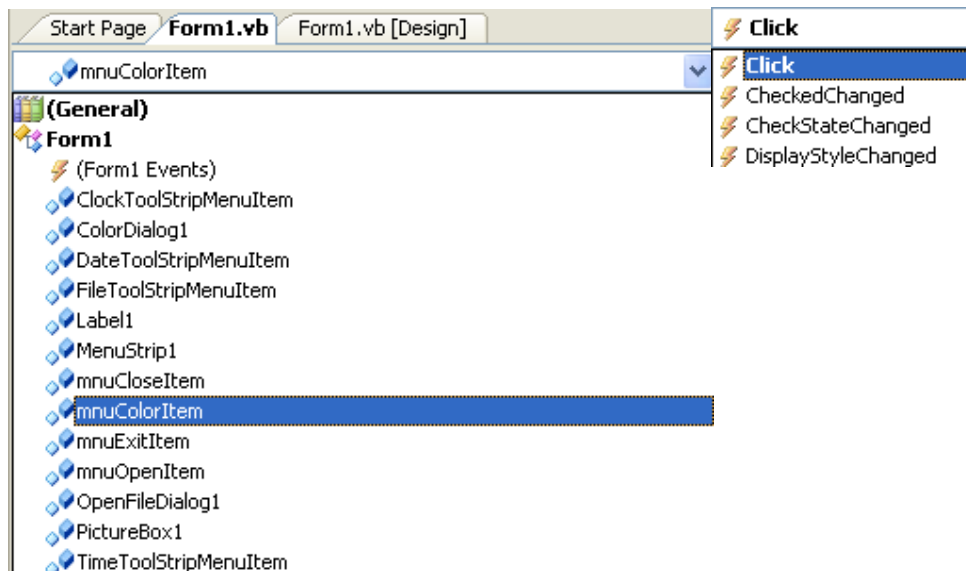 Start Page Form1.vb Form1.vb [Design]
Click
mnuColorItem
Click
CheckedChanged
CheckStateChanged
DisplayStyleChanged
(General)
Form1
(Form1 Events)
ClockToolStripMenuItem
ColorDialog1
DateToolStripMenuItem
FileToolStripMenuItem
Label1
MenuStrip1
mnuCloseItem
mnuColorItem
mnuExitItem
mnuOpenItem
OpenFileDialog1
PictureBox1
TimeToolStripMenuItem